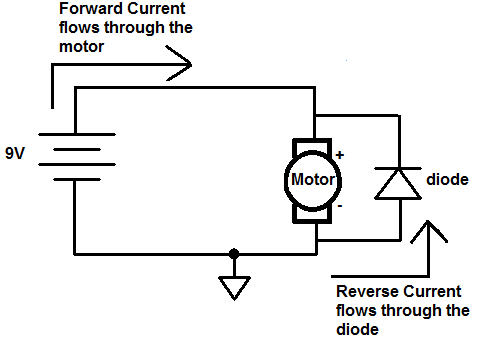 Forward Current
flows through the
motor
9V
+
Motor
diode
-
Reverse Current
flows through the
diode